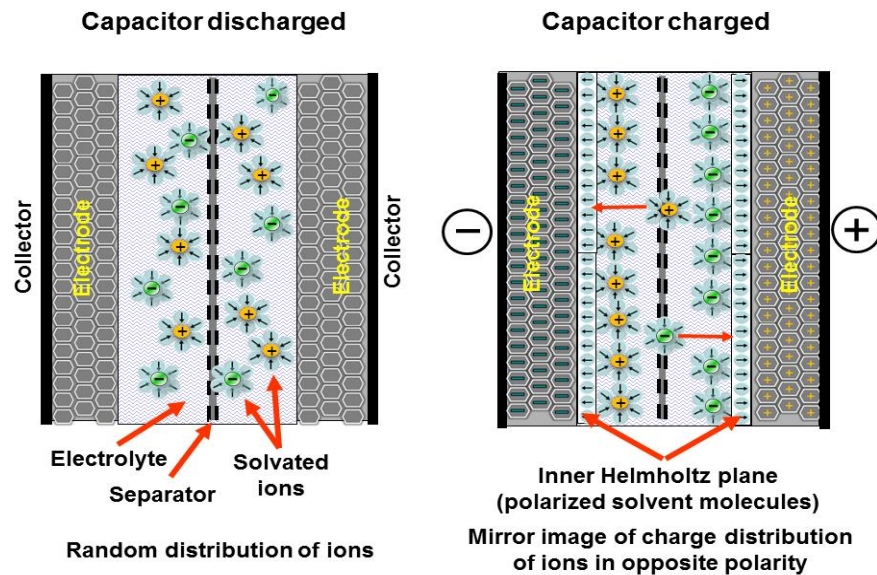 Capacitor discharged
Capacitor charged
Collector
Electrode
Electrode
Collector
Electrode
Electrode
−
+
Electrolyte
Separator
Solvated
ions
Random distribution of ions
Inner Helmholtz plane
(polarized solvent molecules)
Mirror image of charge distribution
of ions in opposite polarity